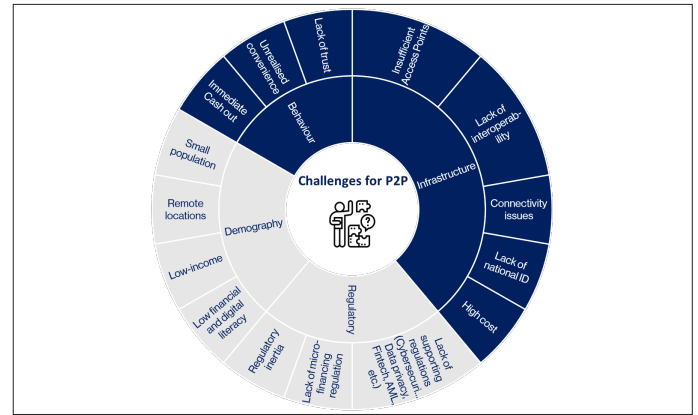 Challenges for P2P
Infrastructure
Insufficient
Access Points
Lack of
interoperab-
ility
Connectivity
issues
Lack of
national ID
High cost
Regulatory
Lack of
supporting
regulations
(Cybersecuri...
Data privacy,
Fintech, AML,
etc.)
Lack of micro-
financing
regulation
Regulatory
inertia
Demography
Low financial
and digital
literacy
Low-income
Remote
locations
Small
population
Behaviour
Immediate
Cash out
Unrealised
convenience
Lack of trust
?